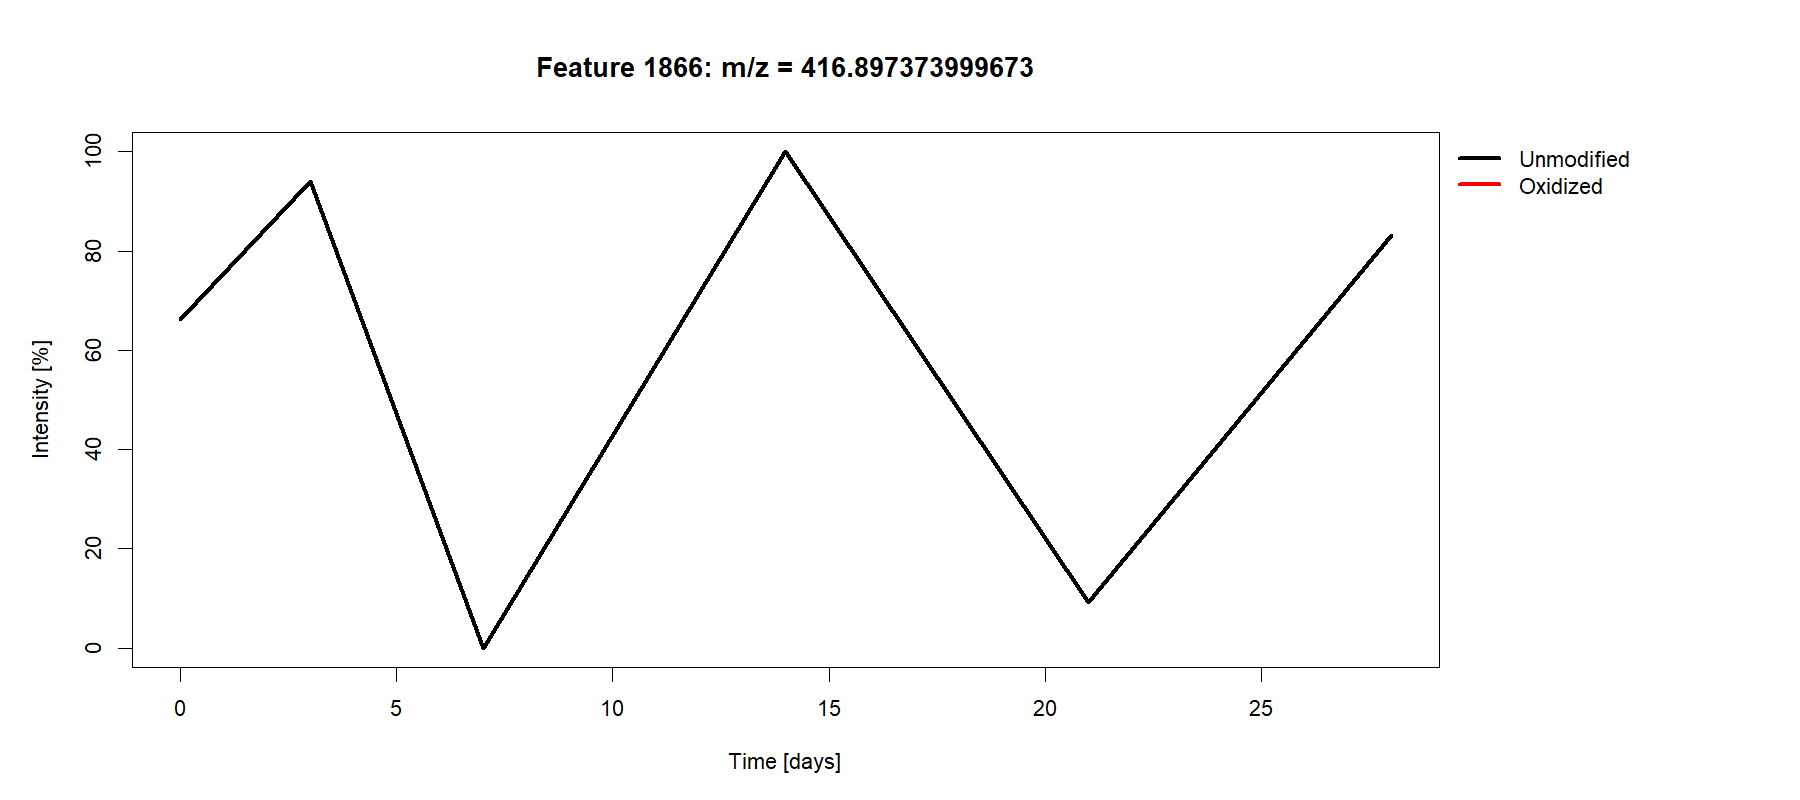 Feature 1866: m/z = 416.897373999673
Unmodified
Oxidized
Intensity [%]
100
80
60
40
20
0
0 5 10 15 20 25
Time [days]